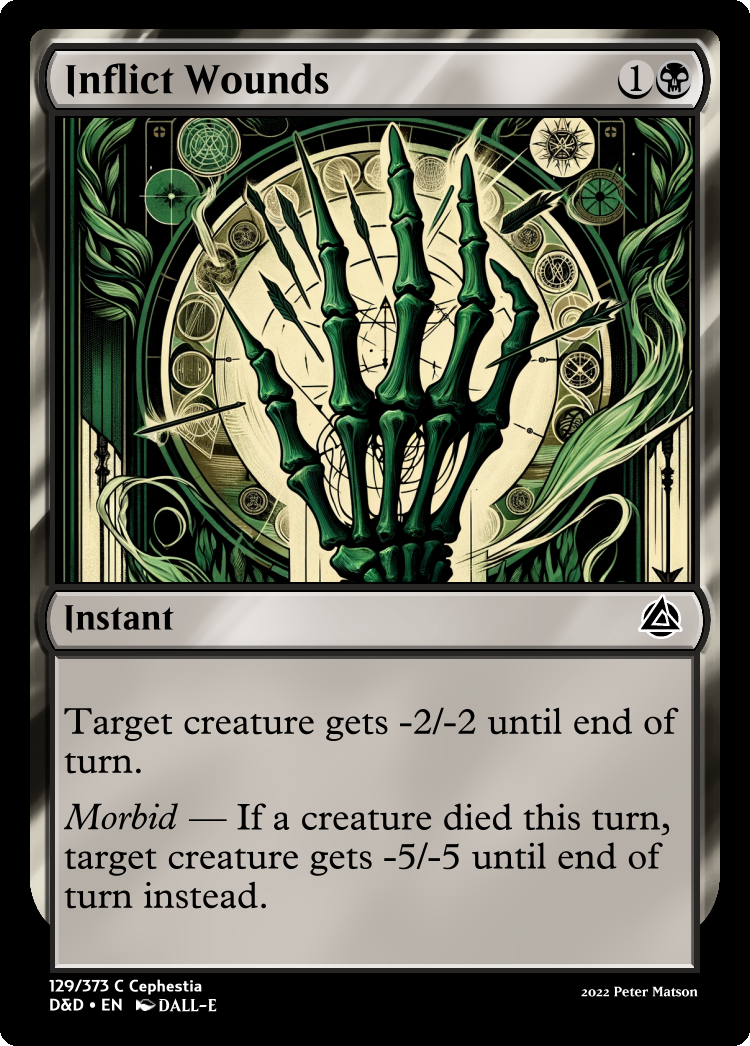 Inflict Wounds 1
Instant
Target creature gets -2/-2 until end of
turn.
Morbid — If a creature died this turn,
target creature gets -5/-5 until end of
turn instead.
129/373 C Cephestia
D&D • EN DALL-E
2022 Peter Matson